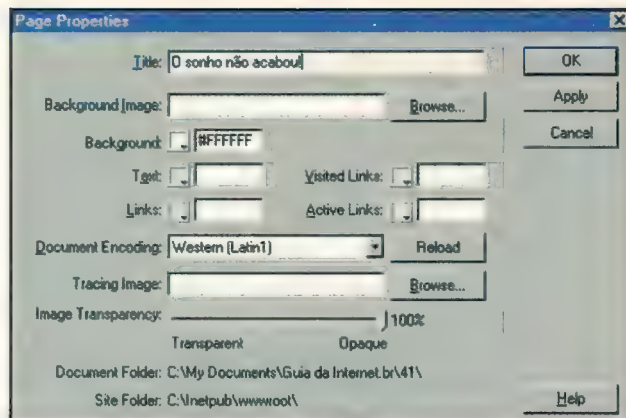 Page Properties
Title: O sonho não acabou!
OK
Background Image:
Browse...
Apply
Background: #FFFFFF
Cancel
Text:
Visited Links:
Links:
Active Links:
Document Encoding: Western (Latin1)
Reload
Tracing Image:
Browse...
Image Transparency:
100%
Transparent
Opaque
Document Folder: C:\My Documents\Guia da Internet.br\41\
Site Folder: C:\Inetpub\wwwroot\
Help